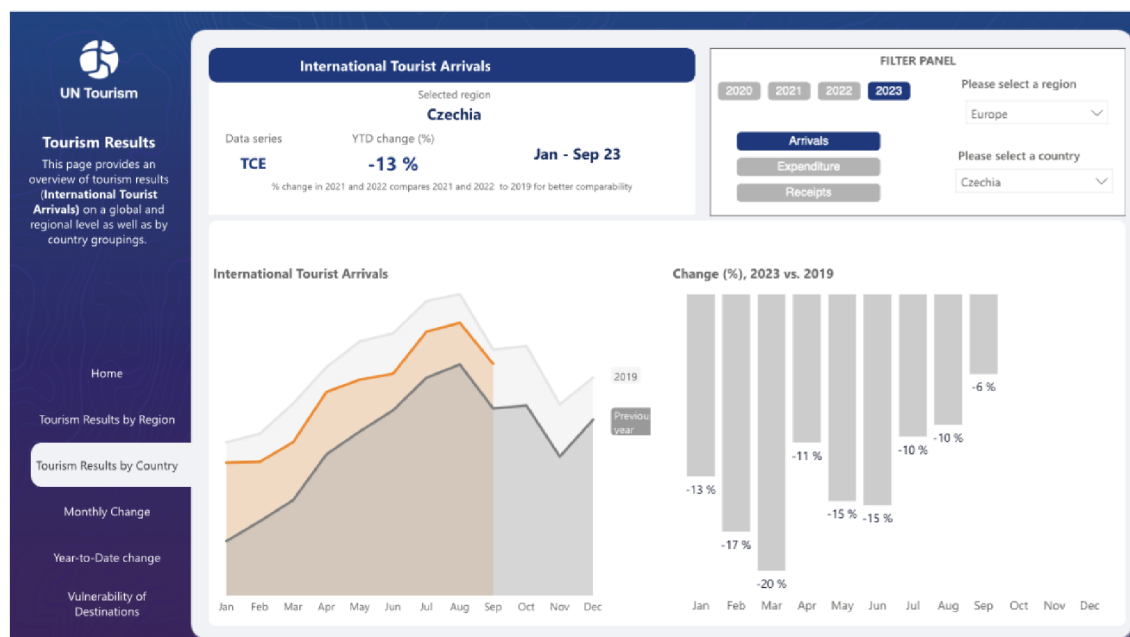 UN Tourism
Tourism Results
This page provides an
overview of tourism results
(International Tourist
Arrivals) on a global and
regional level as well as by
country groupings.
Home
Tourism Results by Region
Tourism Results by Country
Monthly Change
Year-to-Date change
Vulnerability of
Destinations
International Tourist Arrivals
Selected region
Czechia
Data series
YTD change (%)
TCE
-13 %
Jan - Sep 23
% change in 2021 and 2022 compares 2021 and 2022 to 2019 for better comparability
FILTER PANEL
2020 2021 2022 2023
Please select a region
Europe
Arrivals
Expenditure
Receipts
Please select a country
Czechia
International Tourist Arrivals
2019
Previou
year
Jan Feb Mar Apr May Jun Jul Aug Sep Oct Nov Dec
Change (%), 2023 vs. 2019
-13 %
-17 %
-20 %
-11 %
-15 %
-15 %
-10 %
-10 %
-6 %
Jan Feb Mar Apr May Jun Jul Aug Sep Oct Nov Dec